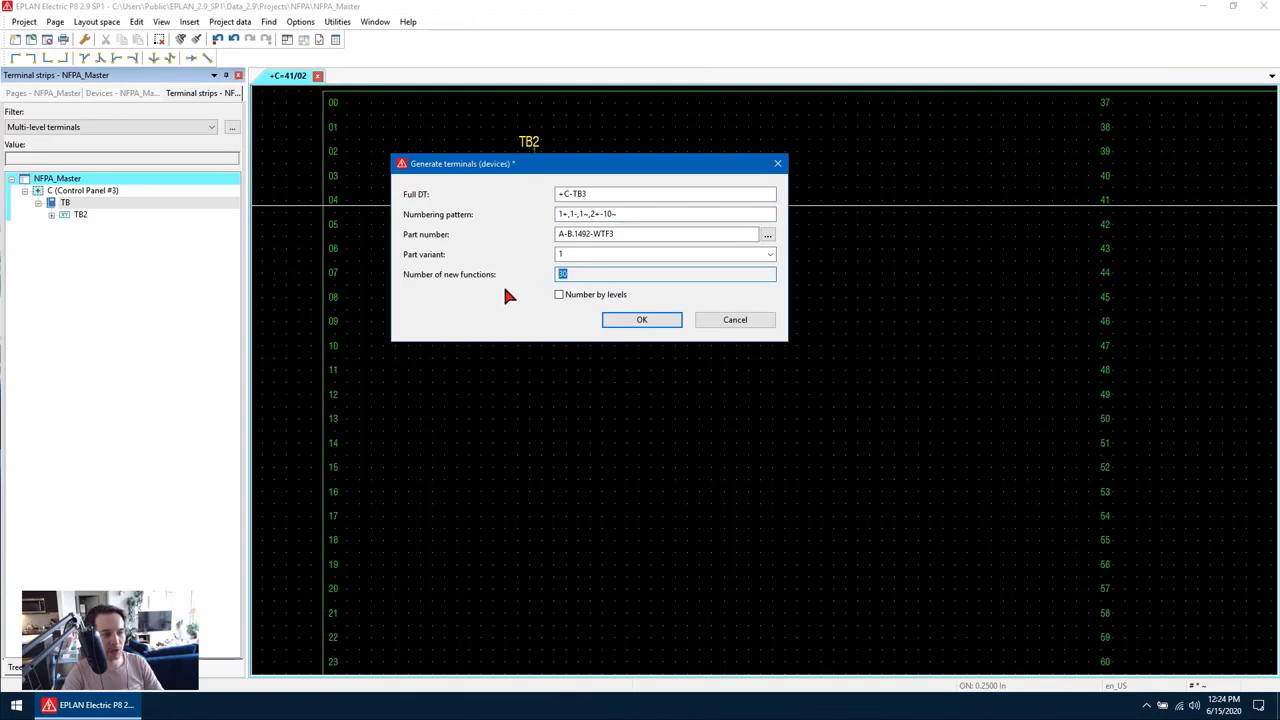 EPLAN Electric P8 2.9 SP1 - C:\Users\Public\EPLAN_2.9_SP1\Data_2.9\Projects\NFPA\NFPA_Master
Project Page Layout space Edit View Insert Project data Find Options Utilities Window Help
Terminal strips - NFPA_Master
Pages - NFPA_Master Devices - NFPA_Ma... Terminal strips - NF...
Filter:
Multi-level terminals
...
Value:
NFPA_Master
C (Control Panel #3)
TB
TB2
Tree
+C=41/02
00
01
02
03
04
05
06
07
08
09
10
11
12
13
14
15
16
17
18
19
20
21
22
23
TB2
37
38
39
40
41
42
43
44
45
46
47
48
49
50
51
52
53
54
55
56
57
58
59
60
Generate terminals (devices) *
Full DT: +C-TB3
Numbering pattern: 1+,1-,1~,2+-10~
Part number: A-B.1492-WTF3 ...
Part variant: 1
Number of new functions: 30
Number by levels
OK Cancel
ON: 0.2500 In en_US # * ~
EPLAN Electric P8 2....
12:24 PM
6/15/2020